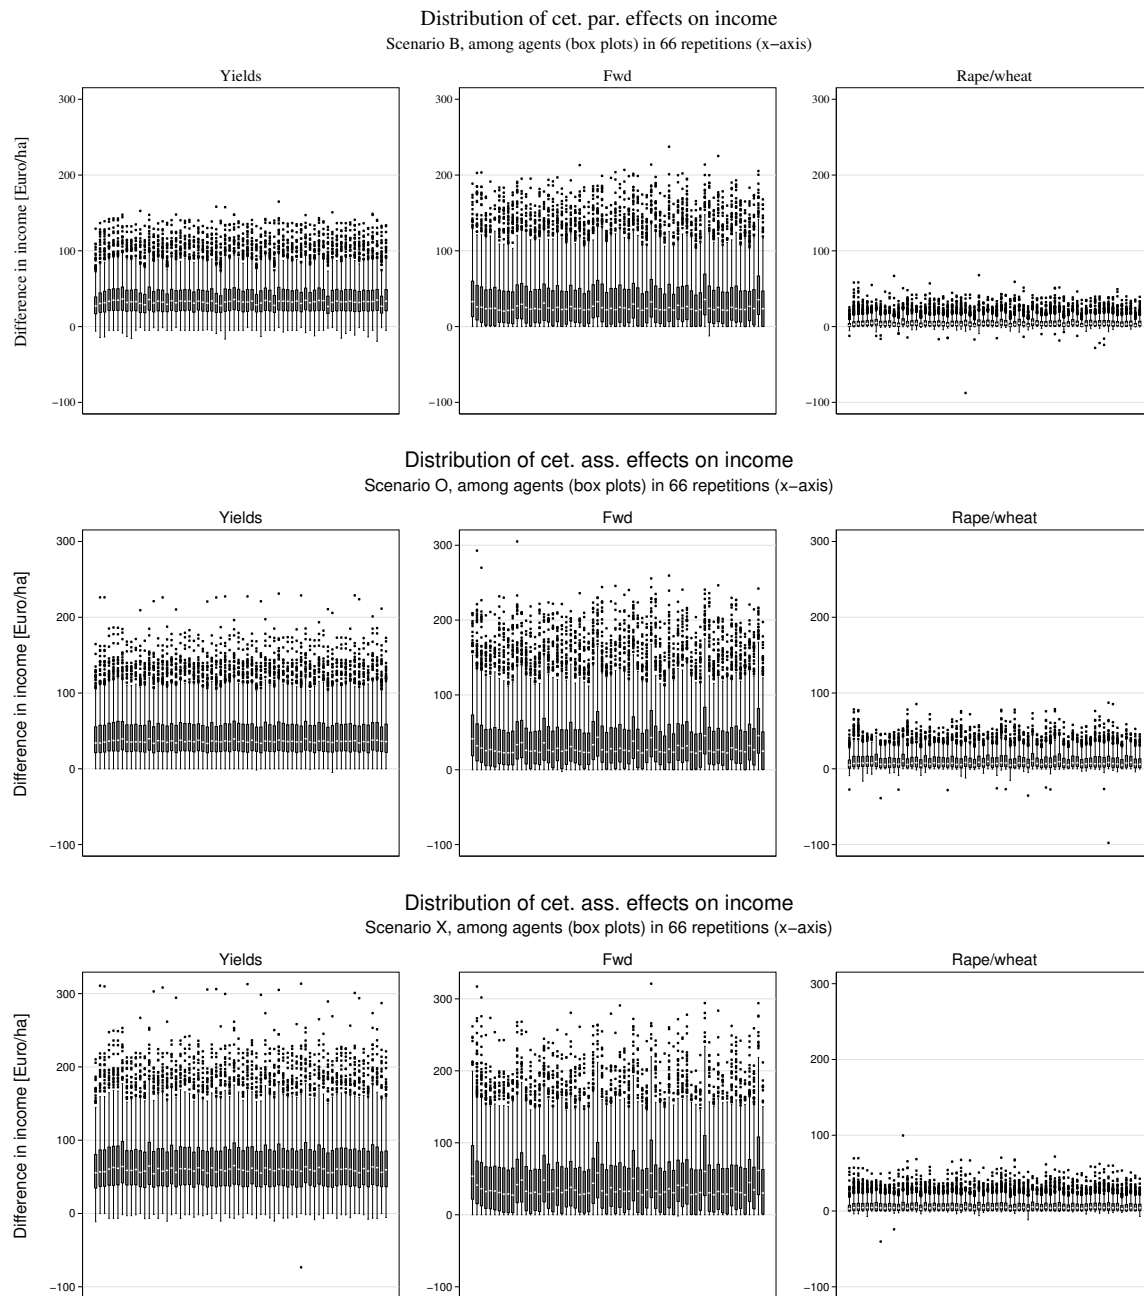 Distribution of cet. par. effects on income
Scenario B, among agents (box plots) in 66 repetitions (x−axis)
Yields
Fwd
Rape/wheat
Difference in income [Euro/ha]
300
200
100
0
−100
300
200
100
0
−100
300
200
100
0
−100
Distribution of cet. ass. effects on income
Scenario O, among agents (box plots) in 66 repetitions (x−axis)
Yields
Fwd
Rape/wheat
Difference in income [Euro/ha]
300
200
100
0
−100
300
200
100
0
−100
300
200
100
0
−100
Distribution of cet. ass. effects on income
Scenario X, among agents (box plots) in 66 repetitions (x−axis)
Yields
Fwd
Rape/wheat
Difference in income [Euro/ha]
300
200
100
0
−100
300
200
100
0
−100
300
200
100
0
−100